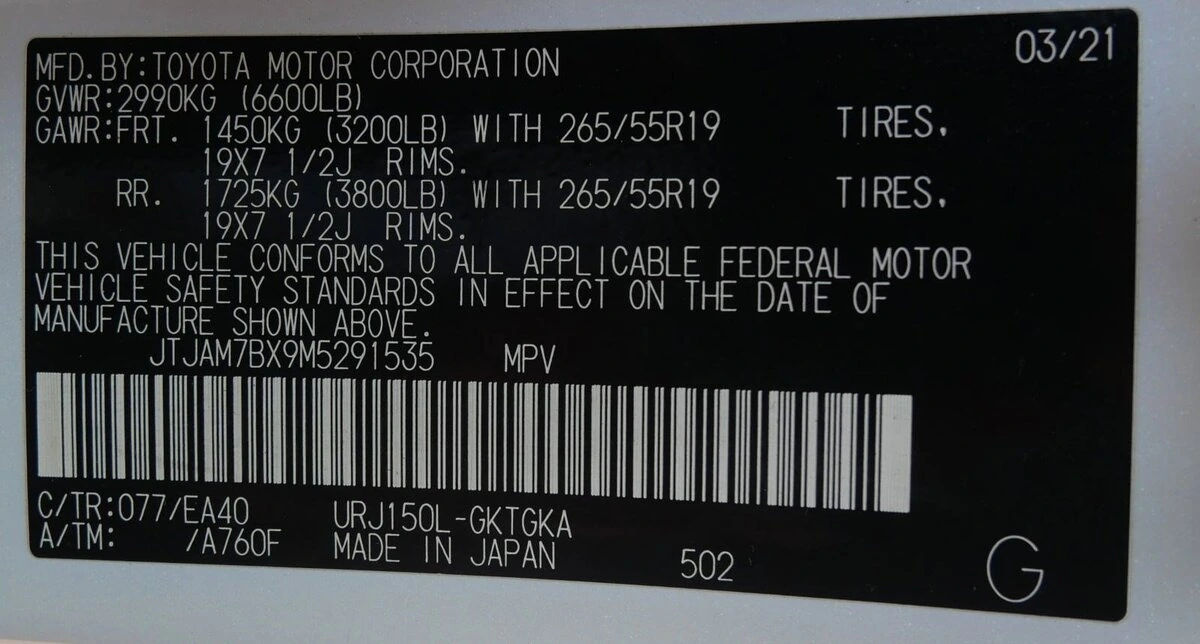 03/21
MFD.BY:TOYOTA MOTOR CORPORATION
GVWR:2990KG (6600LB)
GAWR:FRT. 1450KG (3200LB) WITH 265/55R19 TIRES.
19X7 1/2J RIMS.
RR. 1725KG (3800LB) WITH 265/55R19 TIRES.
19X7 1/2J RIMS.
THIS VEHICLE CONFORMS TO ALL APPLICABLE FEDERAL MOTOR
VEHICLE SAFETY STANDARDS IN EFFECT ON THE DATE OF
MANUFACTURE SHOWN ABOVE.
JTJAM7BX9M5291535 MPV
C/TR:077/EA40 URJ150L-GKTGKA
A/TM: /A760F MADE IN JAPAN 502 G